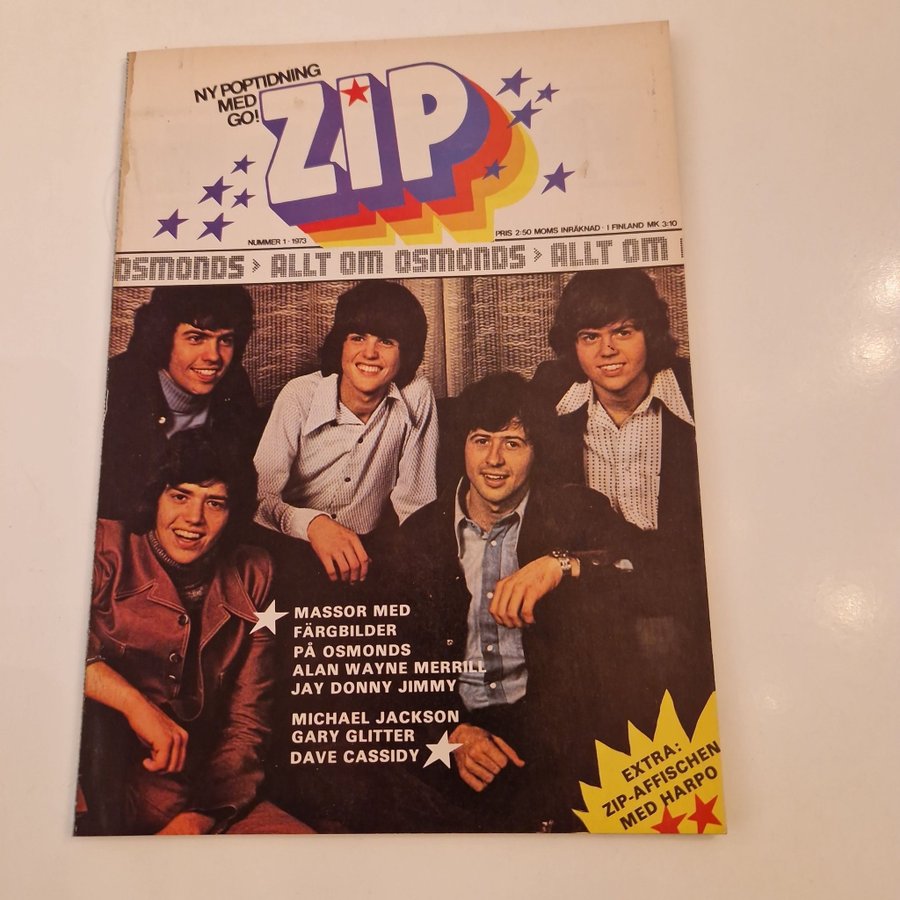 NY POPTIDNING
MED
GO!
ZiP
NUMMER 1 · 1973
PRIS 2:50 MOMS INRÄKNAD · I FINLAND MK 3:10
OSMONDS > ALLT OM OSMONDS > ALLT OM
MASSOR MED
FÄRGBILDER
PÅ OSMONDS
ALAN WAYNE MERRILL
JAY DONNY JIMMY
MICHAEL JACKSON
GARY GLITTER
DAVE CASSIDY
EXTRA:
ZIP-AFFISCHEN
MED HARPO